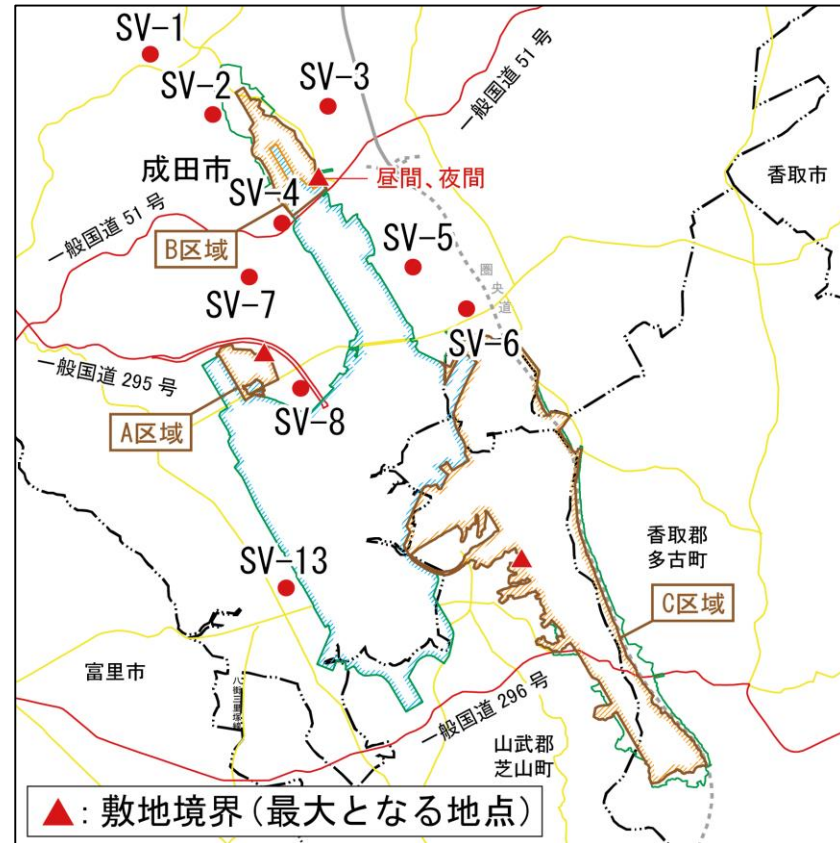 SV-1
SV-2
SV-3
一般国道 51 号
成田市
昼間、夜間
香取市
SV-4
一般国道 51 号
B区域
SV-5
圏央道
SV-7
SV-6
一般国道 295 号
SV-8
A区域
香取郡
多古町
SV-13
C区域
富里市
一般国道 296 号
山武郡
芝山町
▲：敷地境界（最大となる地点）